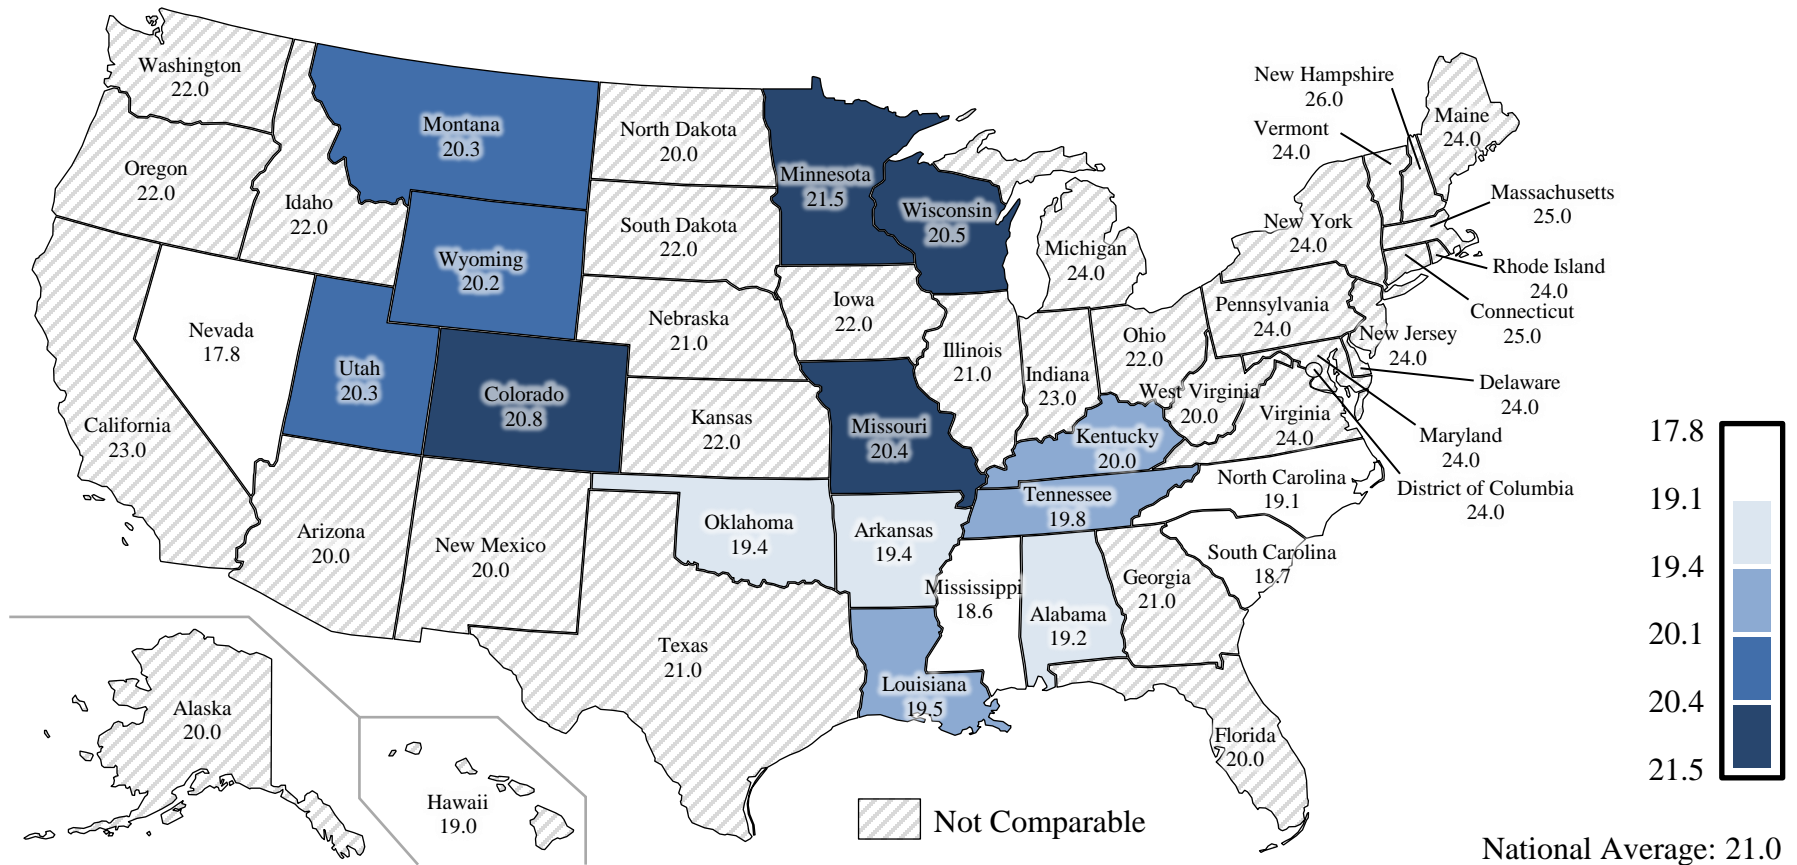 Washington
22.0
Oregon
22.0
Idaho
22.0
Montana
20.3
North Dakota
20.0
Minnesota
21.5
Wisconsin
20.5
South Dakota
22.0
Wyoming
20.2
Michigan
24.0
New Hampshire
26.0
Vermont
24.0
Maine
24.0
Massachusetts
25.0
New York
24.0
Rhode Island
24.0
Connecticut
25.0
Pennsylvania
24.0
New Jersey
24.0
Delaware
24.0
Maryland
24.0
District of Columbia
24.0
Nevada
17.8
Utah
20.3
Colorado
20.8
California
23.0
Nebraska
21.0
Iowa
22.0
Illinois
21.0
Indiana
23.0
Ohio
22.0
West Virginia
20.0
Virginia
24.0
Kansas
22.0
Missouri
20.4
Kentucky
20.0
Tennessee
19.8
North Carolina
19.1
South Carolina
18.7
Arizona
20.0
New Mexico
20.0
Oklahoma
19.4
Arkansas
19.4
Mississippi
18.6
Alabama
19.2
Georgia
21.0
Texas
21.0
Louisiana
19.5
Florida
20.0
Alaska
20.0
Hawaii
19.0
Not Comparable
17.8
19.1
19.4
20.1
20.4
21.5
National Average: 21.0